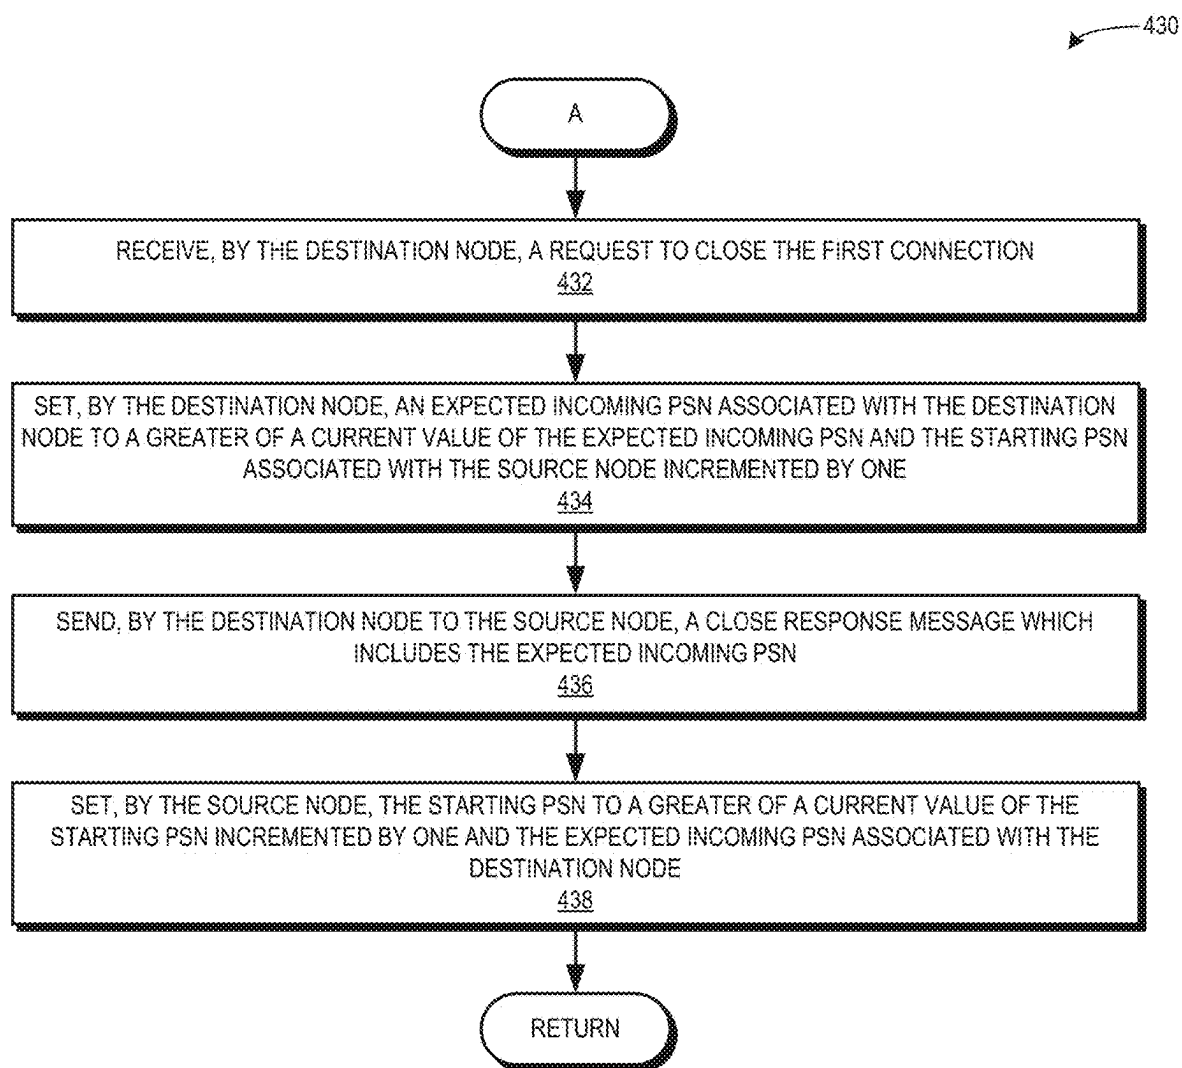 430
A
RECEIVE, BY THE DESTINATION NODE, A REQUEST TO CLOSE THE FIRST CONNECTION
432
SET, BY THE DESTINATION NODE, AN EXPECTED INCOMING PSN ASSOCIATED WITH THE DESTINATION
NODE TO A GREATER OF A CURRENT VALUE OF THE EXPECTED INCOMING PSN AND THE STARTING PSN
ASSOCIATED WITH THE SOURCE NODE INCREMENTED BY ONE
434
SEND, BY THE DESTINATION NODE TO THE SOURCE NODE, A CLOSE RESPONSE MESSAGE WHICH
INCLUDES THE EXPECTED INCOMING PSN
436
SET, BY THE SOURCE NODE, THE STARTING PSN TO A GREATER OF A CURRENT VALUE OF THE
STARTING PSN INCREMENTED BY ONE AND THE EXPECTED INCOMING PSN ASSOCIATED WITH THE
DESTINATION NODE
438
RETURN